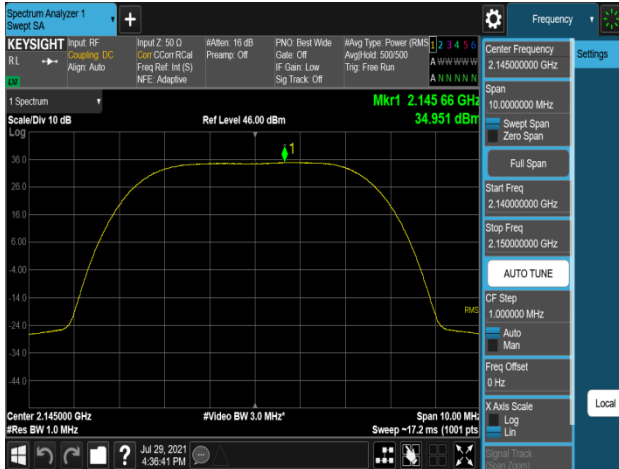 Spectrum Analyzer 1
Swept SA
Frequency
KEYSIGHT
RL
LU
Input: RF
Coupling: DC
Align: Auto
Input Z: 50 Ω
Corr CCorr RCal
Freq Ref: Int (S)
NFE: Adaptive
#Atten: 16 dB
Preamp: Off
PNO: Best Wide
Gate: Off
IF Gain: Low
Sig Track: Off
#Avg Type: Power (RMS
Avg|Hold: 500/500
Trig: Free Run
1 2 3 4 5 6
A W W W W W
A N N N N N
1 Spectrum
Scale/Div 10 dB
Log
Ref Level 46.00 dBm
Mkr1 2.145 66 GHz
34.951 dBm
1
36.0
26.0
16.0
6.00
-4.00
-14.0
-24.0
-34.0
-44.0
RMS
Center 2.145000 GHz
#Res BW 1.0 MHz
#Video BW 3.0 MHz*
Span 10.00 MHz
Sweep ~17.2 ms (1001 pts
Jul 29, 2021
4:36:41 PM
Center Frequency
2.145000000 GHz
Span
10.0000000 MHz
Swept Span
Zero Span
Full Span
Start Freq
2.140000000 GHz
Stop Freq
2.150000000 GHz
AUTO TUNE
CF Step
1.000000 MHz
Auto
Man
Freq Offset
0 Hz
X Axis Scale
Log
Lin
Signal Track
(Span Zoom)
Settings
Local